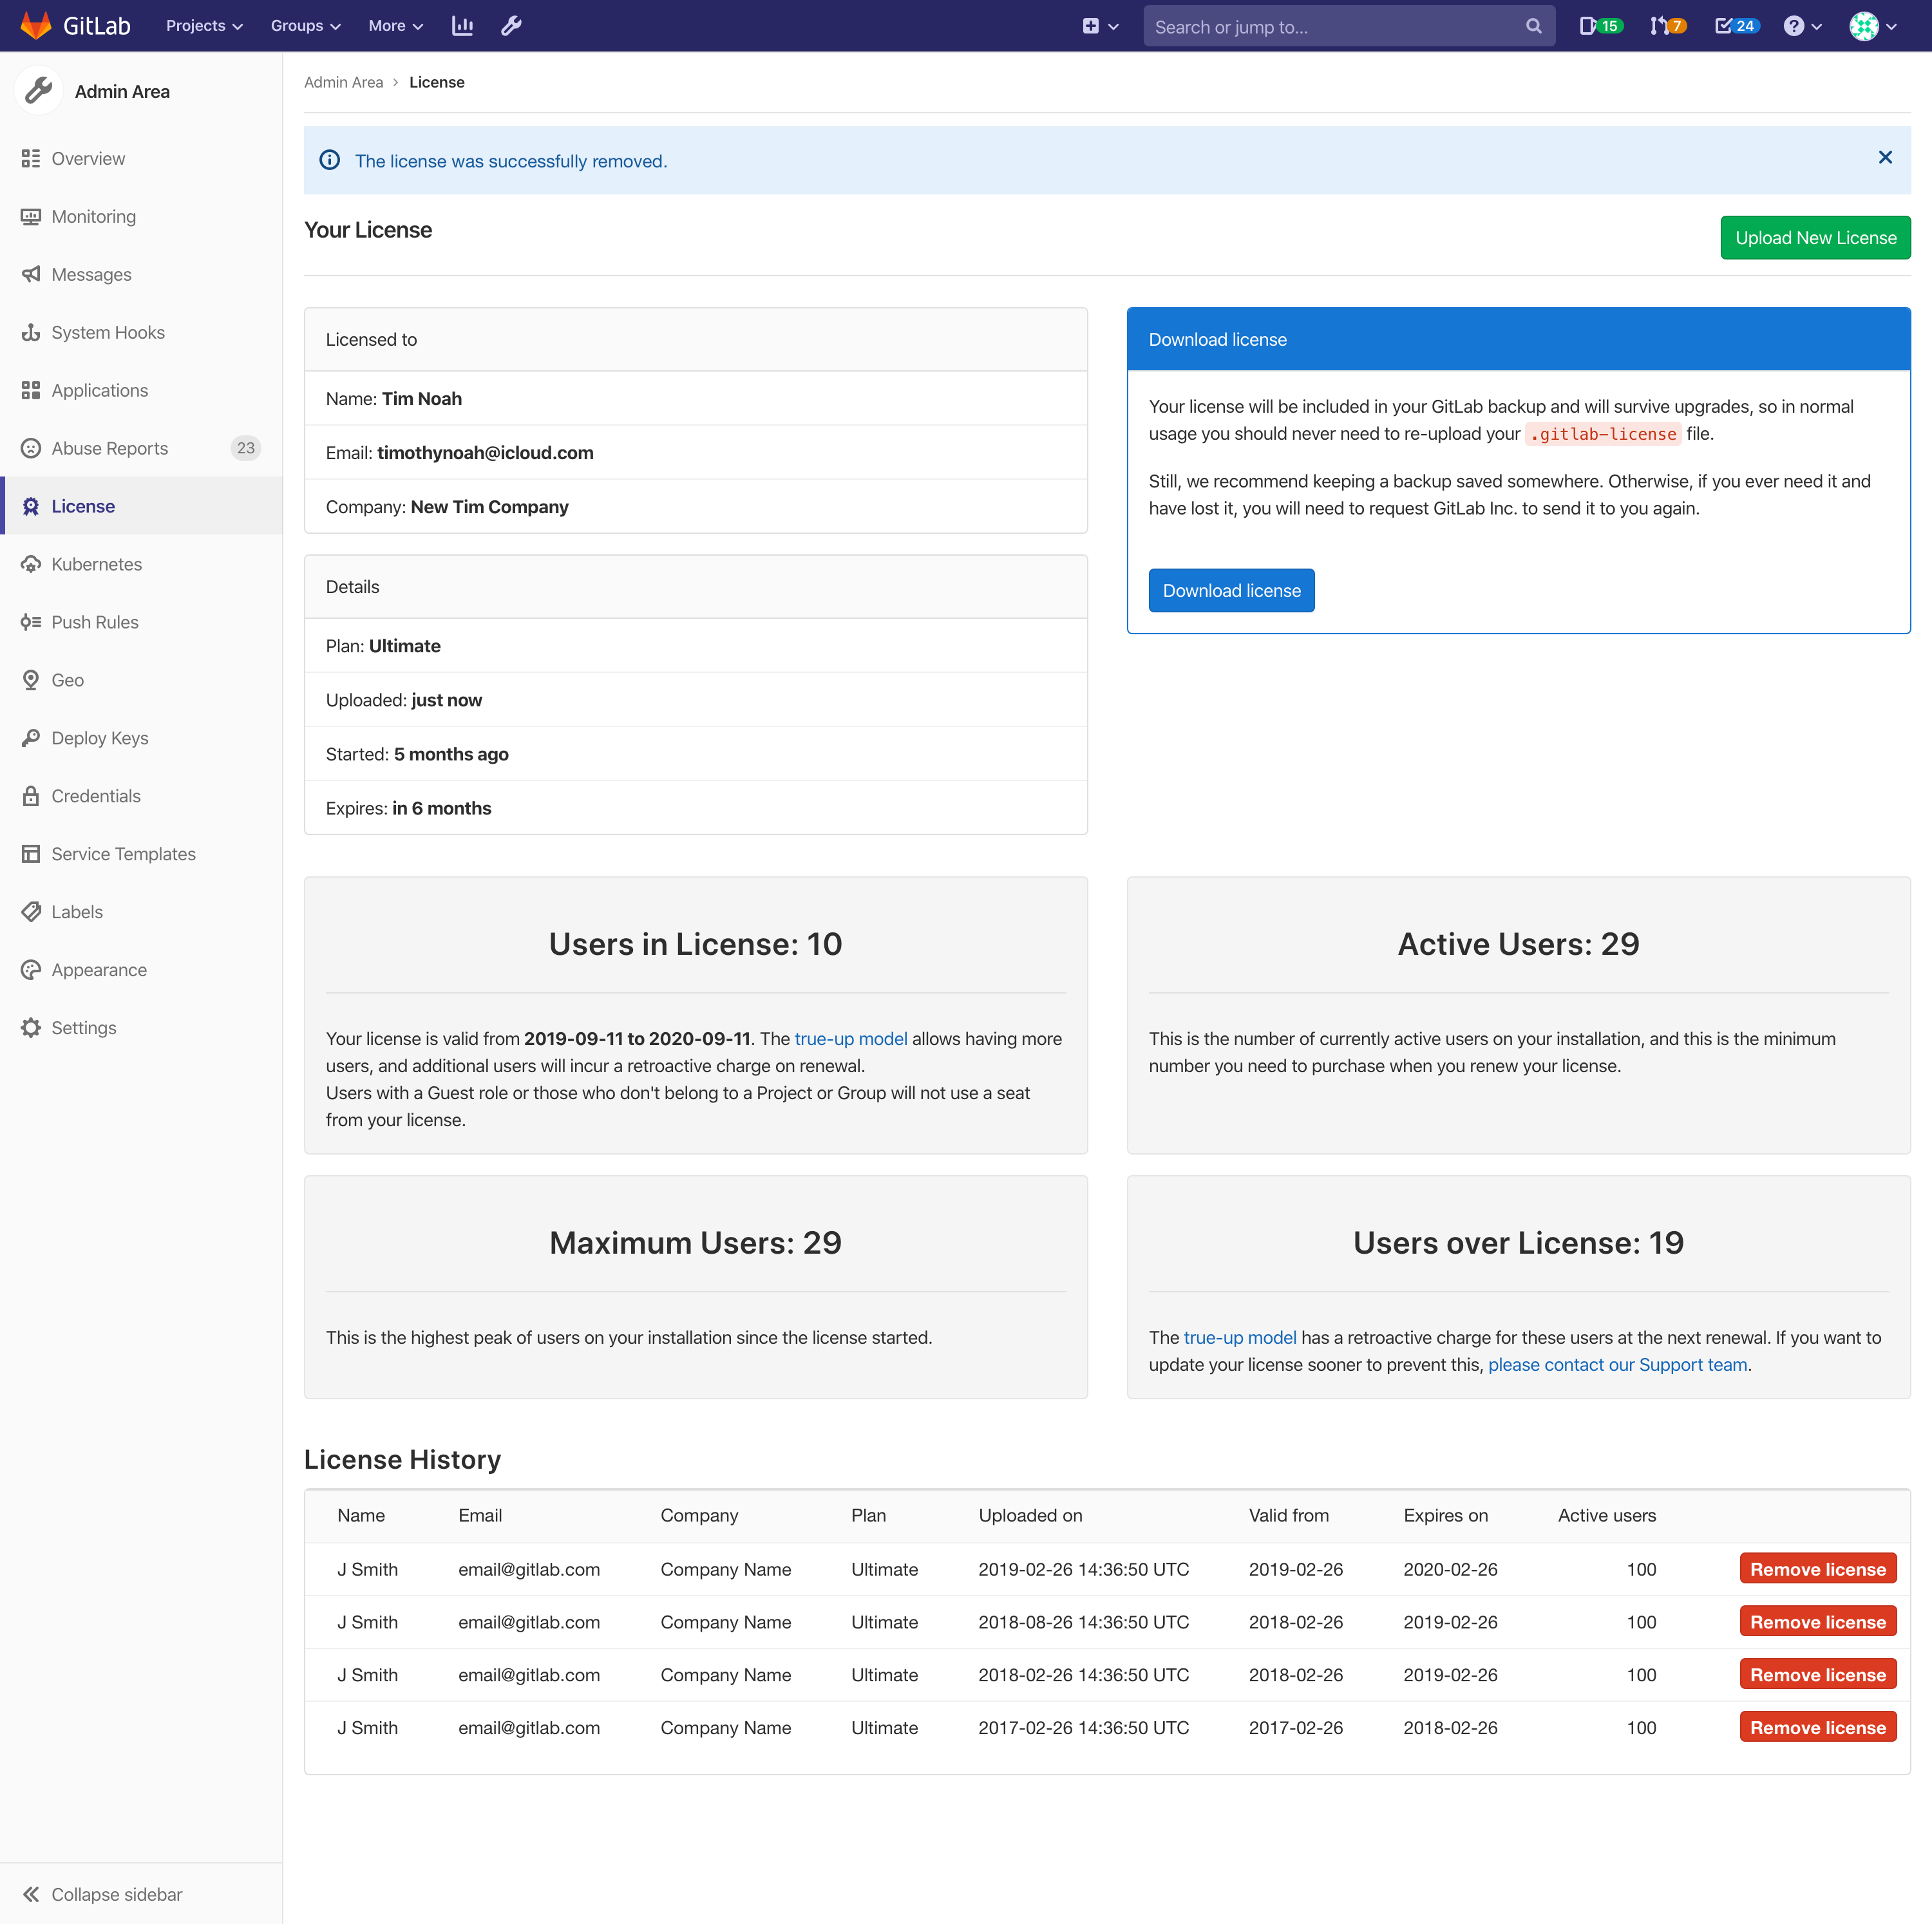 GitLab
Projects
Groups
More
Search or jump to...
15
7
24
Admin Area
Overview
Monitoring
Messages
System Hooks
Applications
Abuse Reports 23
License
Kubernetes
Push Rules
Geo
Deploy Keys
Credentials
Service Templates
Labels
Appearance
Settings
Collapse sidebar
Admin Area > License
The license was successfully removed.
Your License
Upload New License
Licensed to
Name: Tim Noah
Email: timothynoah@icloud.com
Company: New Tim Company
Details
Plan: Ultimate
Uploaded: just now
Started: 5 months ago
Expires: in 6 months
Download license
Your license will be included in your GitLab backup and will survive upgrades, so in normal
usage you should never need to re-upload your .gitlab-license file.
Still, we recommend keeping a backup saved somewhere. Otherwise, if you ever need it and
have lost it, you will need to request GitLab Inc. to send it to you again.
Download license
Users in License: 10
Your license is valid from 2019-09-11 to 2020-09-11. The true-up model allows having more
users, and additional users will incur a retroactive charge on renewal.
Users with a Guest role or those who don't belong to a Project or Group will not use a seat
from your license.
Active Users: 29
This is the number of currently active users on your installation, and this is the minimum
number you need to purchase when you renew your license.
Maximum Users: 29
This is the highest peak of users on your installation since the license started.
Users over License: 19
The true-up model has a retroactive charge for these users at the next renewal. If you want to
update your license sooner to prevent this, please contact our Support team.
License History
Name Email Company Plan Uploaded on Valid from Expires on Active users
J Smith email@gitlab.com Company Name Ultimate 2019-02-26 14:36:50 UTC 2019-02-26 2020-02-26 100 Remove license
J Smith email@gitlab.com Company Name Ultimate 2018-08-26 14:36:50 UTC 2018-02-26 2019-02-26 100 Remove license
J Smith email@gitlab.com Company Name Ultimate 2018-02-26 14:36:50 UTC 2018-02-26 2019-02-26 100 Remove license
J Smith email@gitlab.com Company Name Ultimate 2017-02-26 14:36:50 UTC 2017-02-26 2018-02-26 100 Remove license